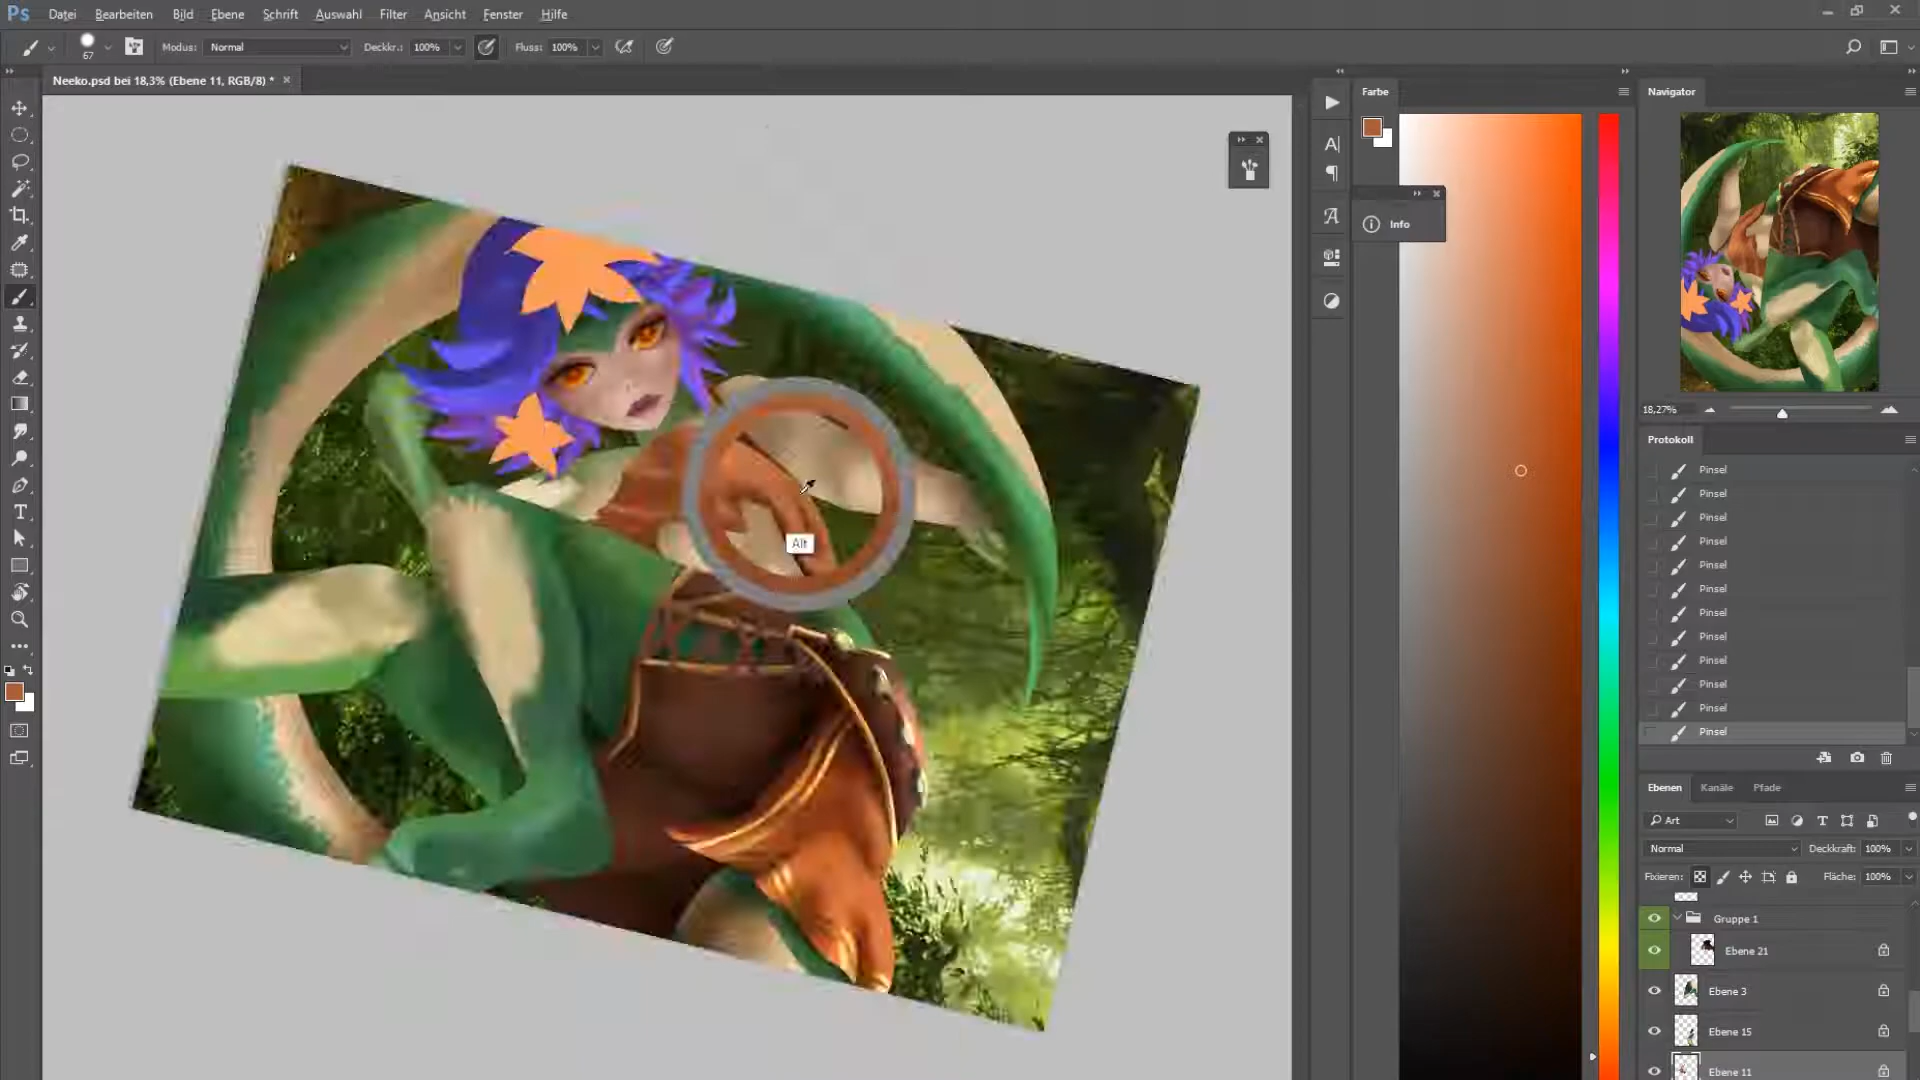 Ps Datei Bearbeiten Bild Ebene Schrift Auswahl Filter Ansicht Fenster Hilfe
67 Modus: Normal Deckkr.: 100% Fluss: 100%
Neeko.psd bei 18,3% (Ebene 11, RGB/8) *
Alt
Farbe
Info
Navigator
18,27%
Protokoll
Pinsel
Pinsel
Pinsel
Pinsel
Pinsel
Pinsel
Pinsel
Pinsel
Pinsel
Pinsel
Pinsel
Pinsel
Ebenen Kanäle Pfade
Art
Normal Deckkraft: 100%
Fixieren: Fläche: 100%
Gruppe 1
Ebene 21
Ebene 3
Ebene 15
Ebene 11